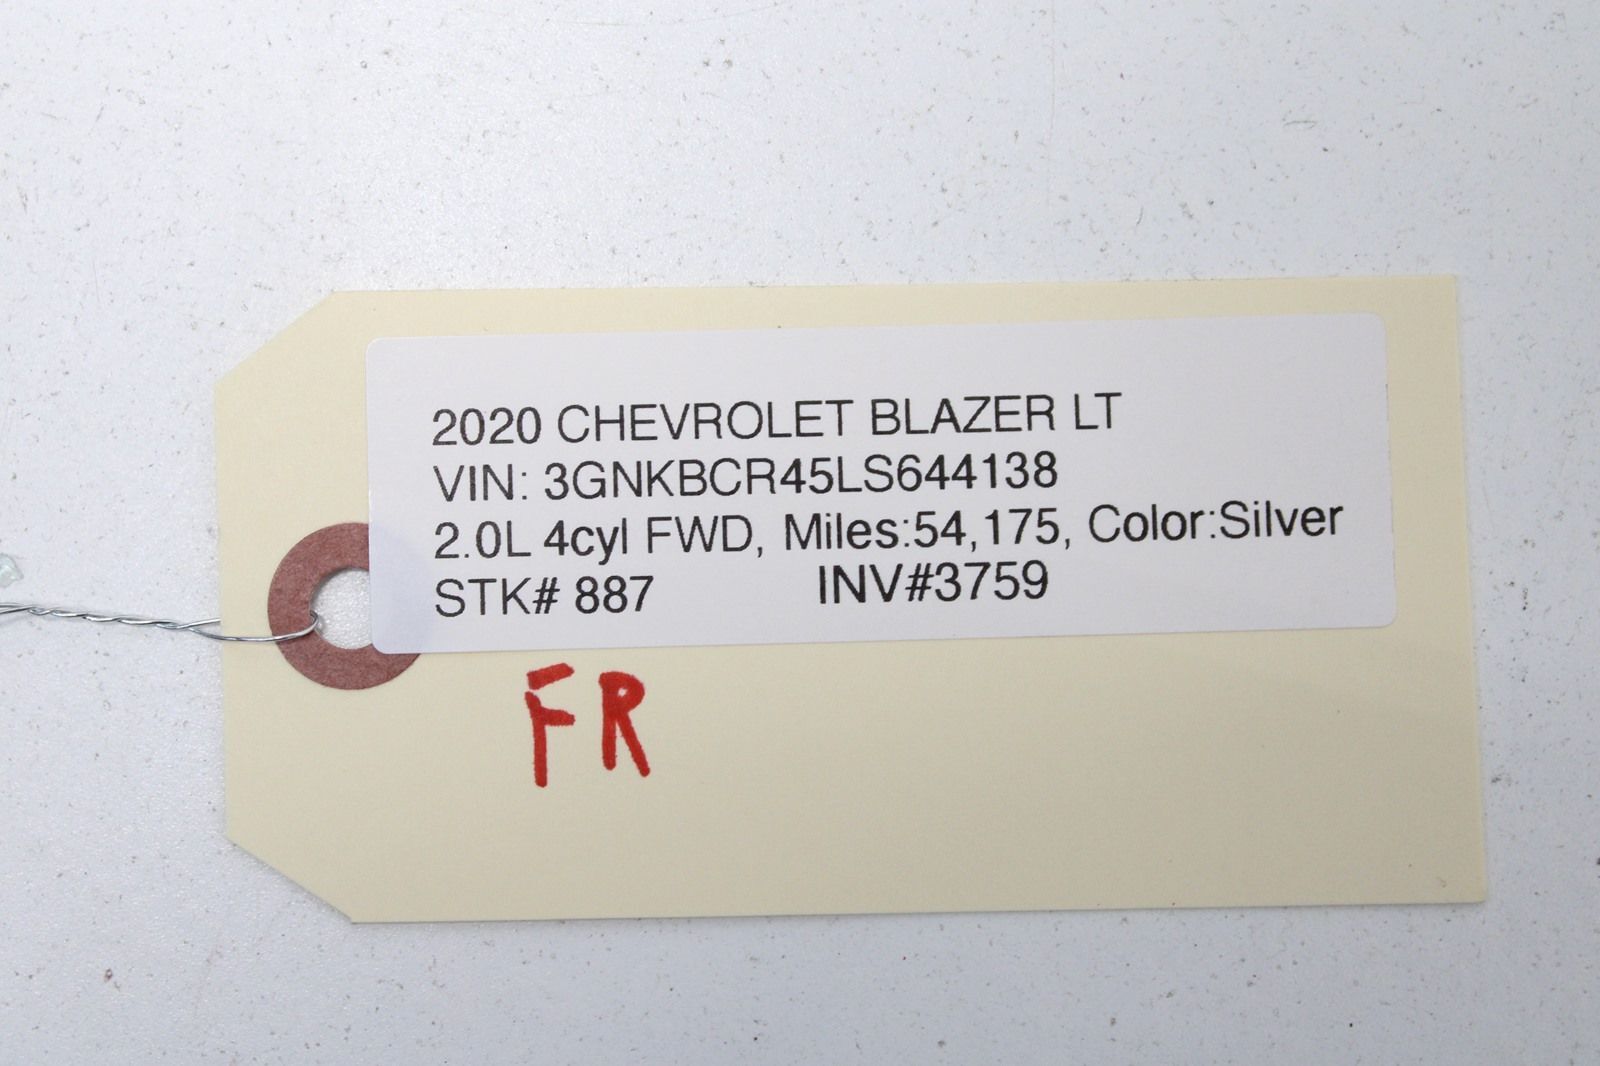 2020 CHEVROLET BLAZER LT
VIN: 3GNKBCR45LS644138
2.0L 4cyl FWD, Miles:54,175, Color:Silver
STK# 887 INV#3759
FR